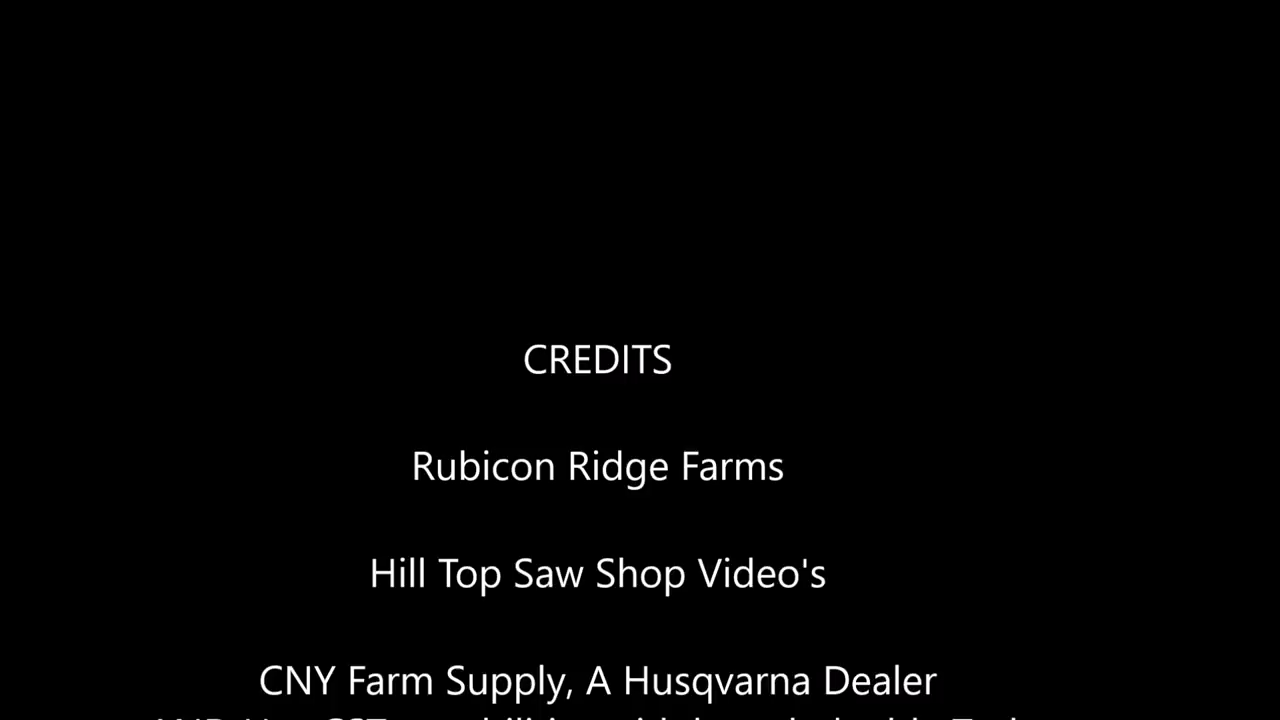 CREDITS
Rubicon Ridge Farms
Hill Top Saw Shop Video's
CNY Farm Supply, A Husqvarna Dealer